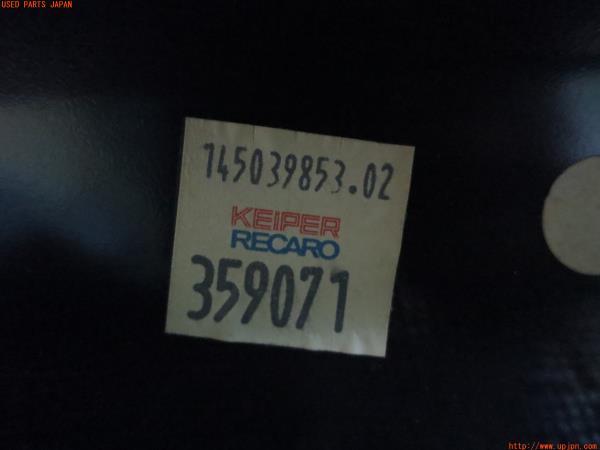 USED PARTS JAPAN
145039853.02
KEIPER
RECARO
359071
http://www.upjpn.com/